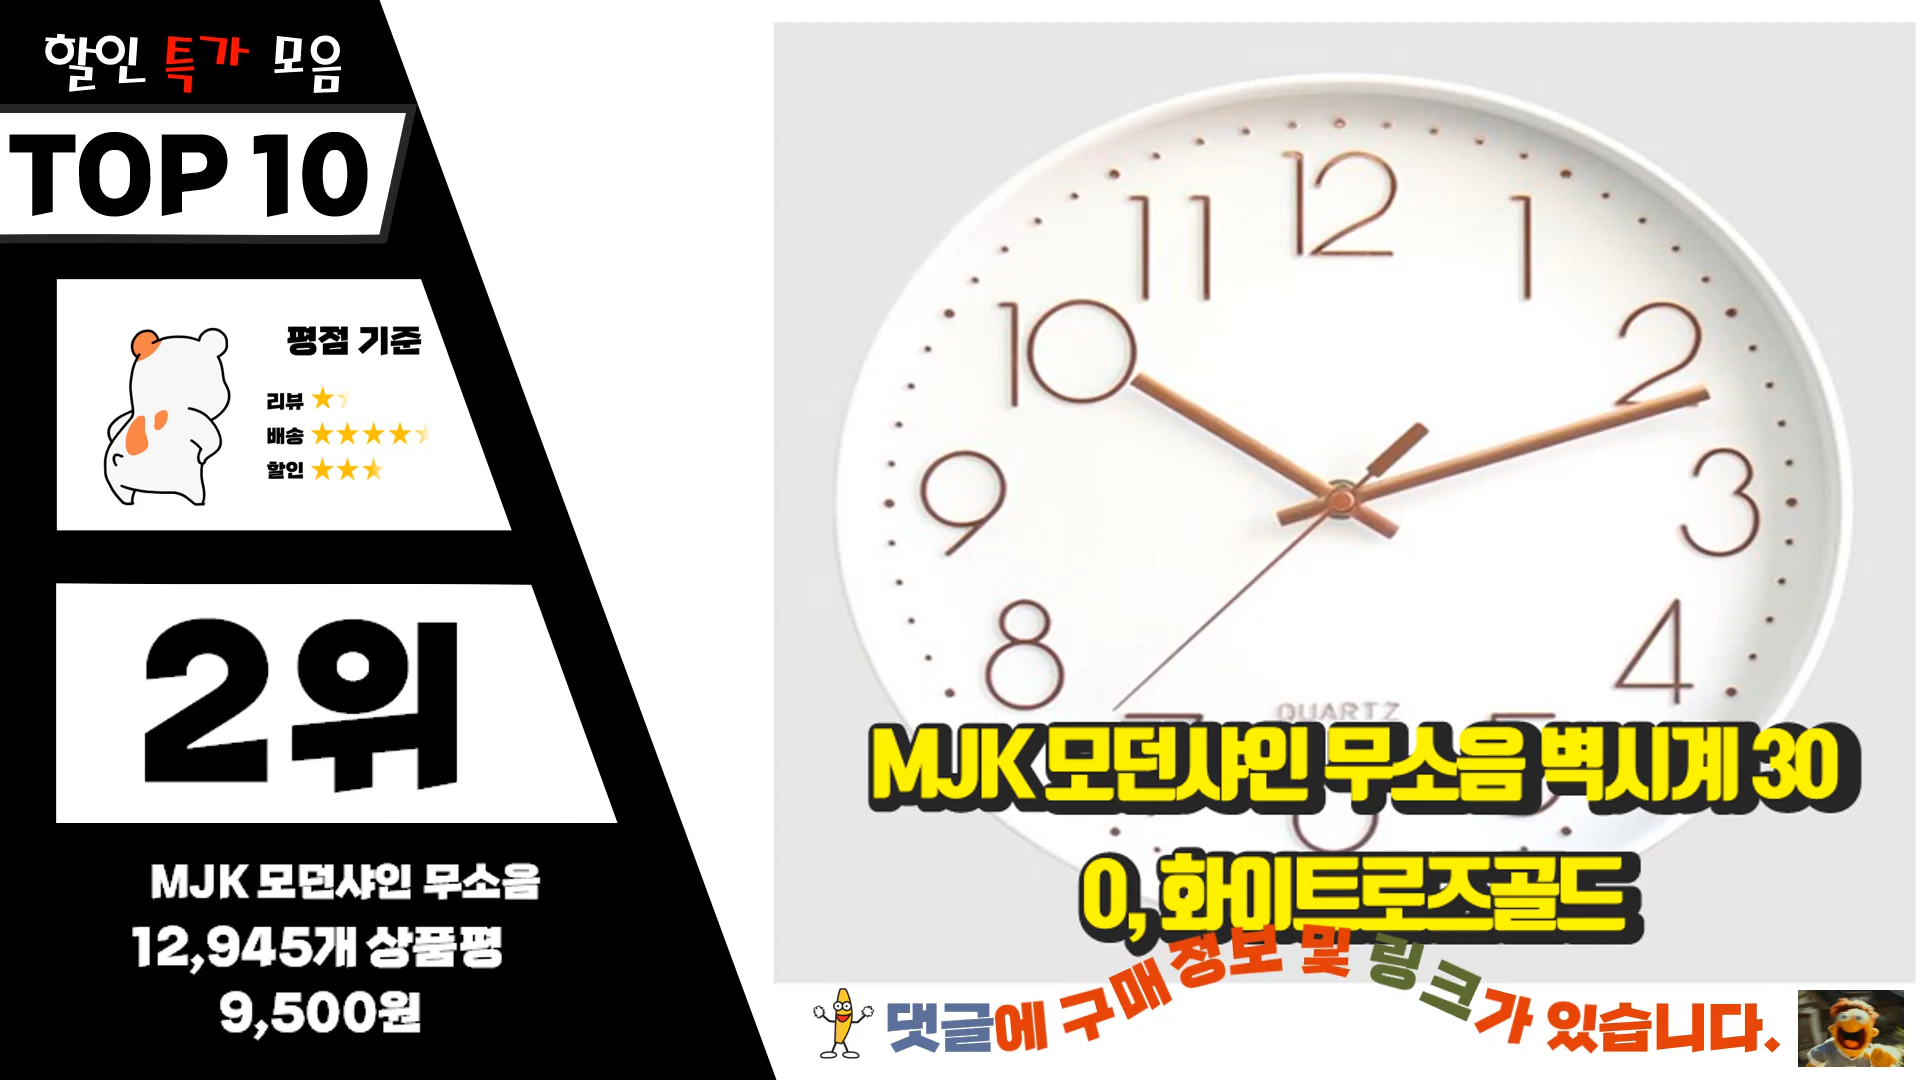 할인 특가 모음
TOP 10
평점 기준
리뷰
배송
할인
2위
MJK 모던샤인 무소음
12,945개 상품평
9,500원
12
11
1
10
2
9
3
8
4
QUARTZ
MJK 모던샤인 무소음 벽시계 30
0, 화이트로즈골드
댓글에 구매 정보 및 링크가 있습니다.